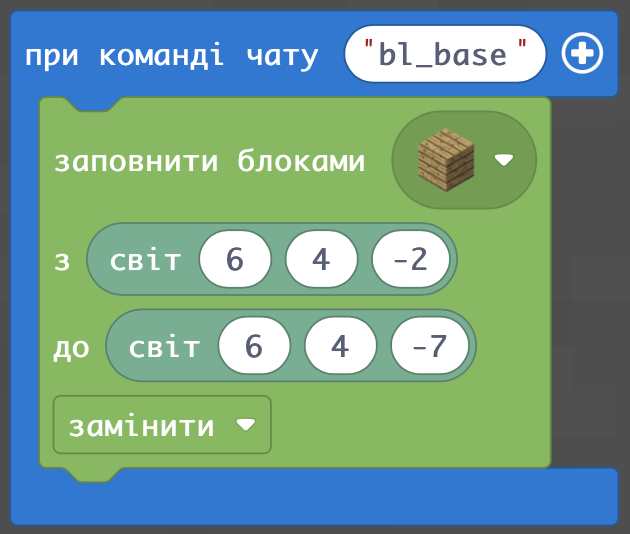 при команді чату "bl_base"
заповнити блоками
з світ 6 4 -2
до світ 6 4 -7
замінити